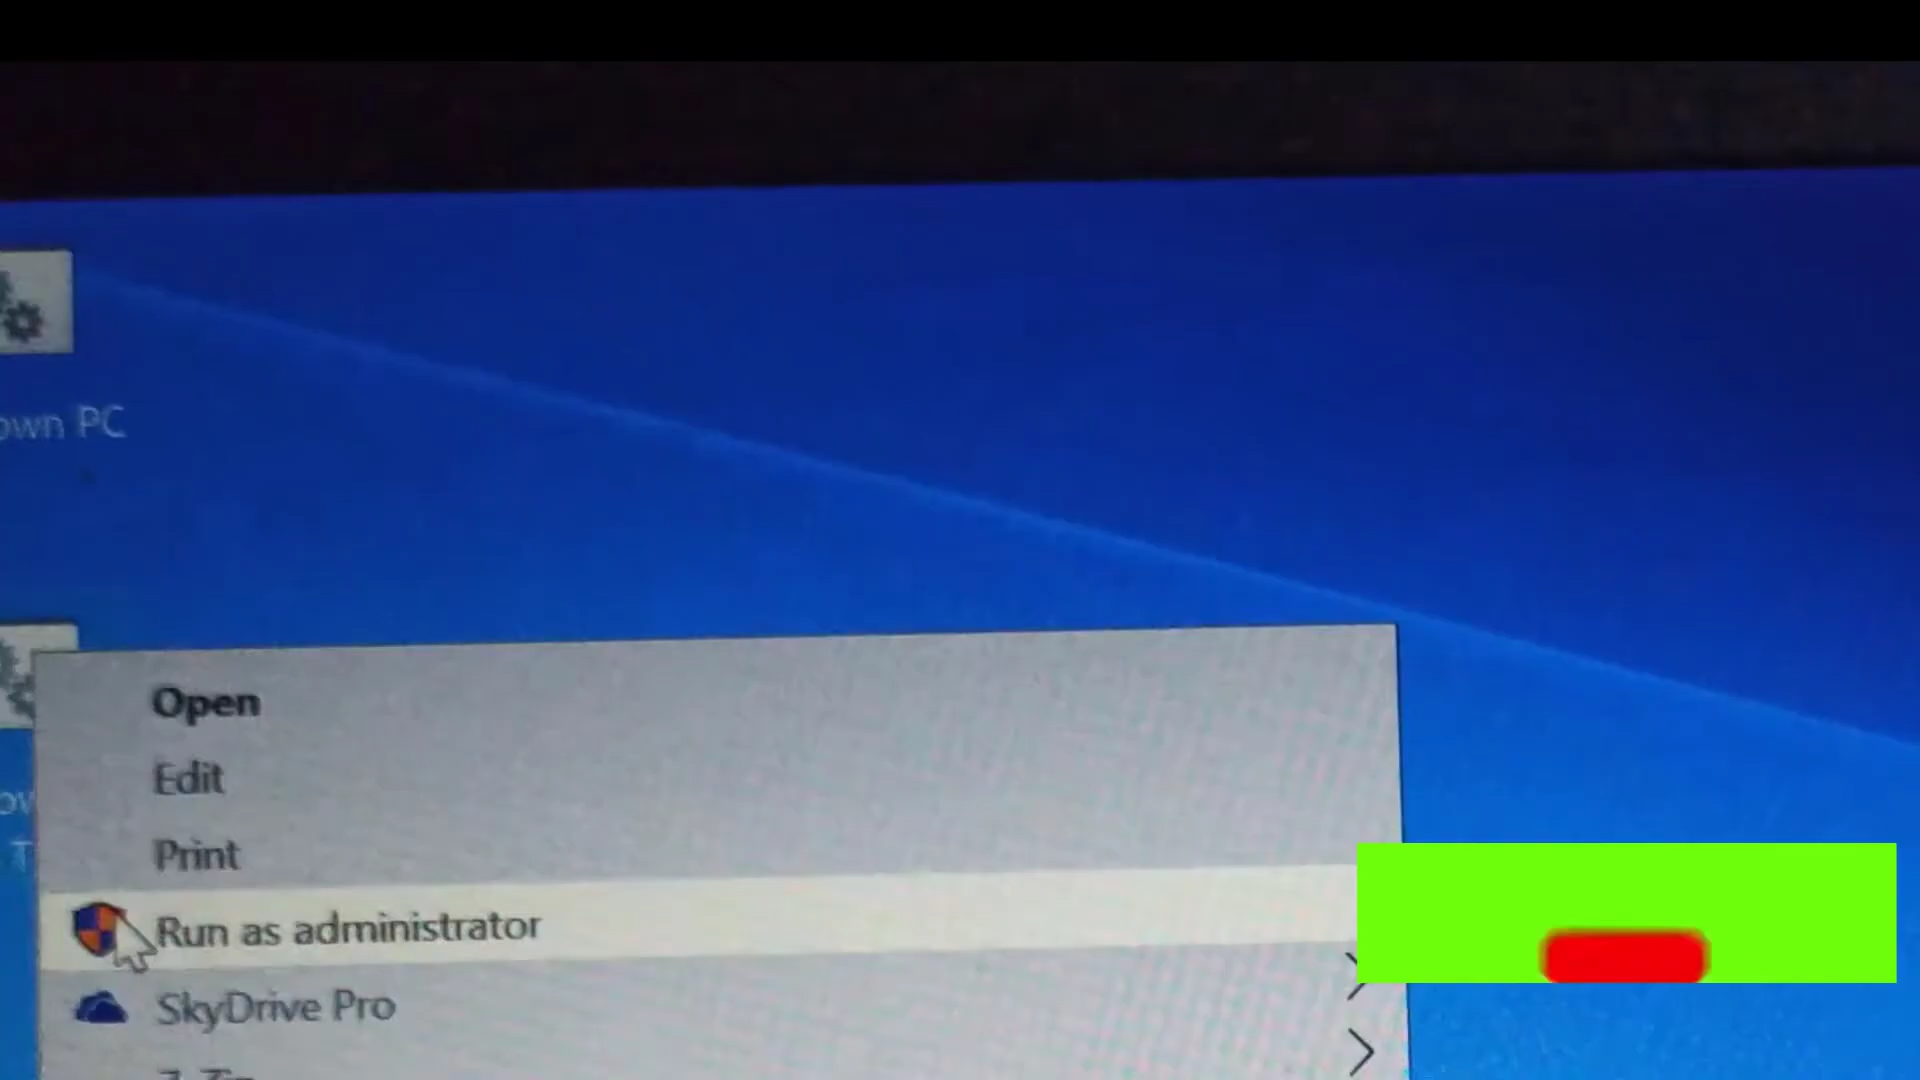 own PC
Open
Edit
Print
Run as administrator
SkyDrive Pro